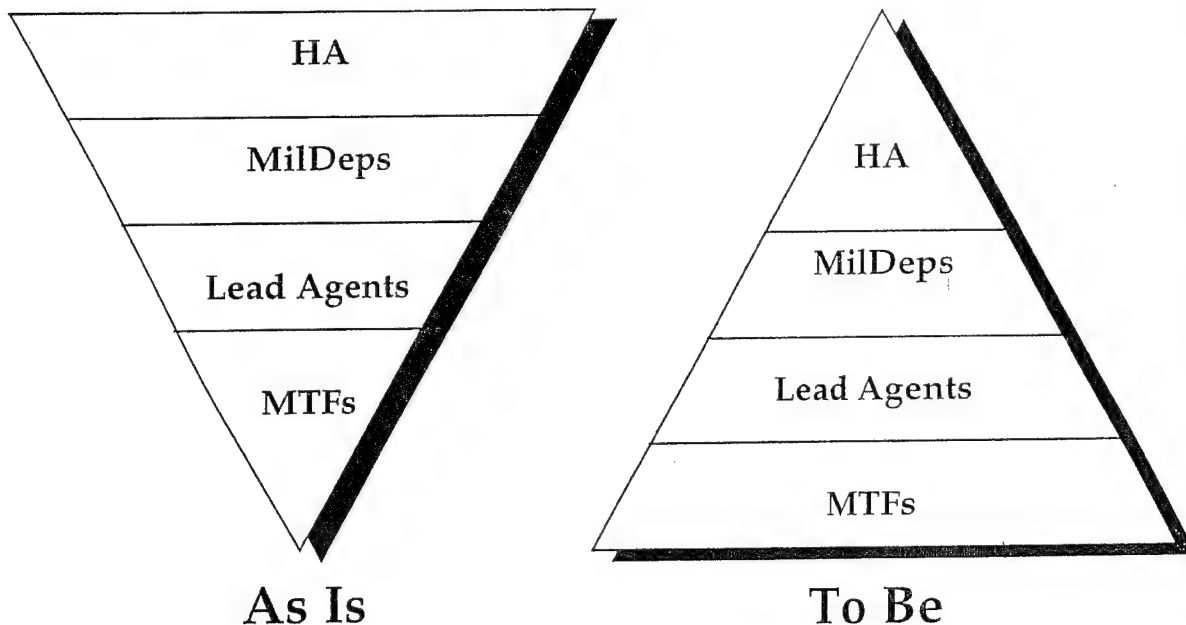 HA
MilDeps
Lead Agents
MTFs
As Is
HA
MilDeps
Lead Agents
MTFs
To Be